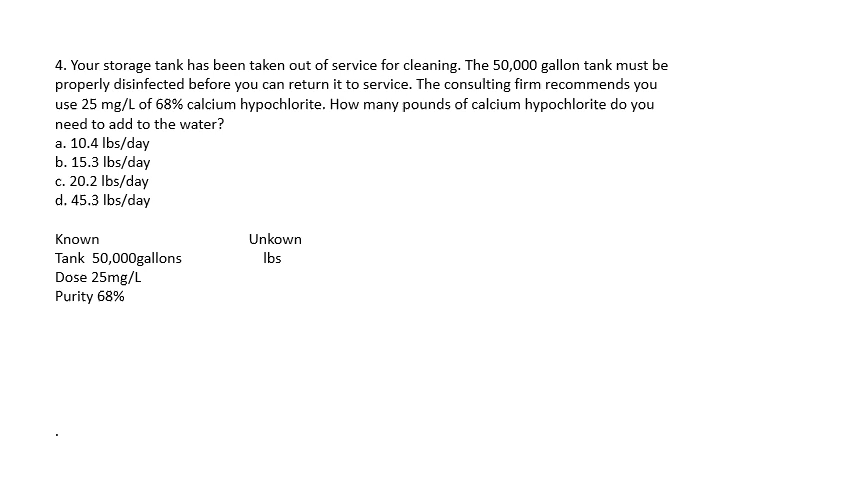 4. Your storage tank has been taken out of service for cleaning. The 50,000 gallon tank must be
properly disinfected before you can return it to service. The consulting firm recommends you
use 25 mg/L of 68% calcium hypochlorite. How many pounds of calcium hypochlorite do you
need to add to the water?
a. 10.4 lbs/day
b. 15.3 lbs/day
c. 20.2 lbs/day
d. 45.3 lbs/day
Known Unkown
Tank 50,000gallons lbs
Dose 25mg/L
Purity 68%
.